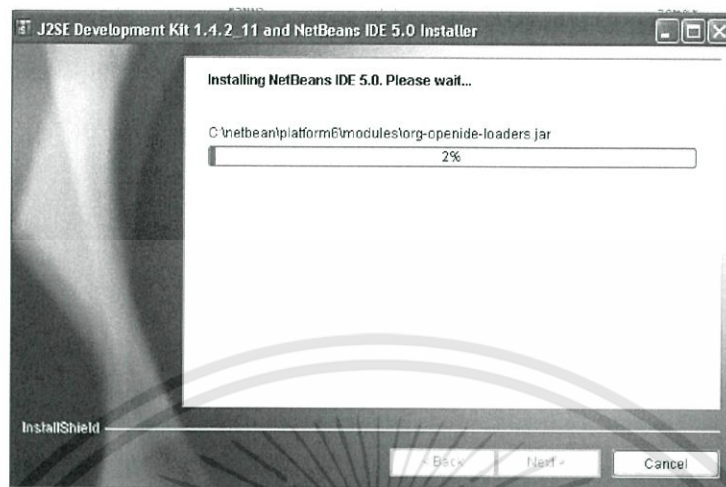 J2SE Development Kit 1.4.2_11 and NetBeans IDE 5.0 Installer
Installing NetBeans IDE 5.0. Please wait...
C:\netbean\platform6\modules\org-openide-loaders.jar
2%
InstallShield
< Back Next > Cancel